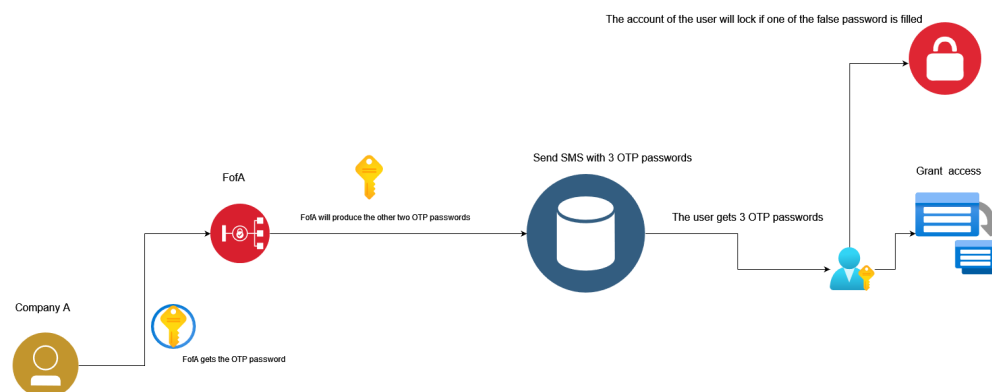 The account of the user will lock if one of the false password is filled
Send SMS with 3 OTP passwords
Grant access
FofA
FofA will produce the other two OTP passwords
The user gets 3 OTP passwords
Company A
FofA gets the OTP password